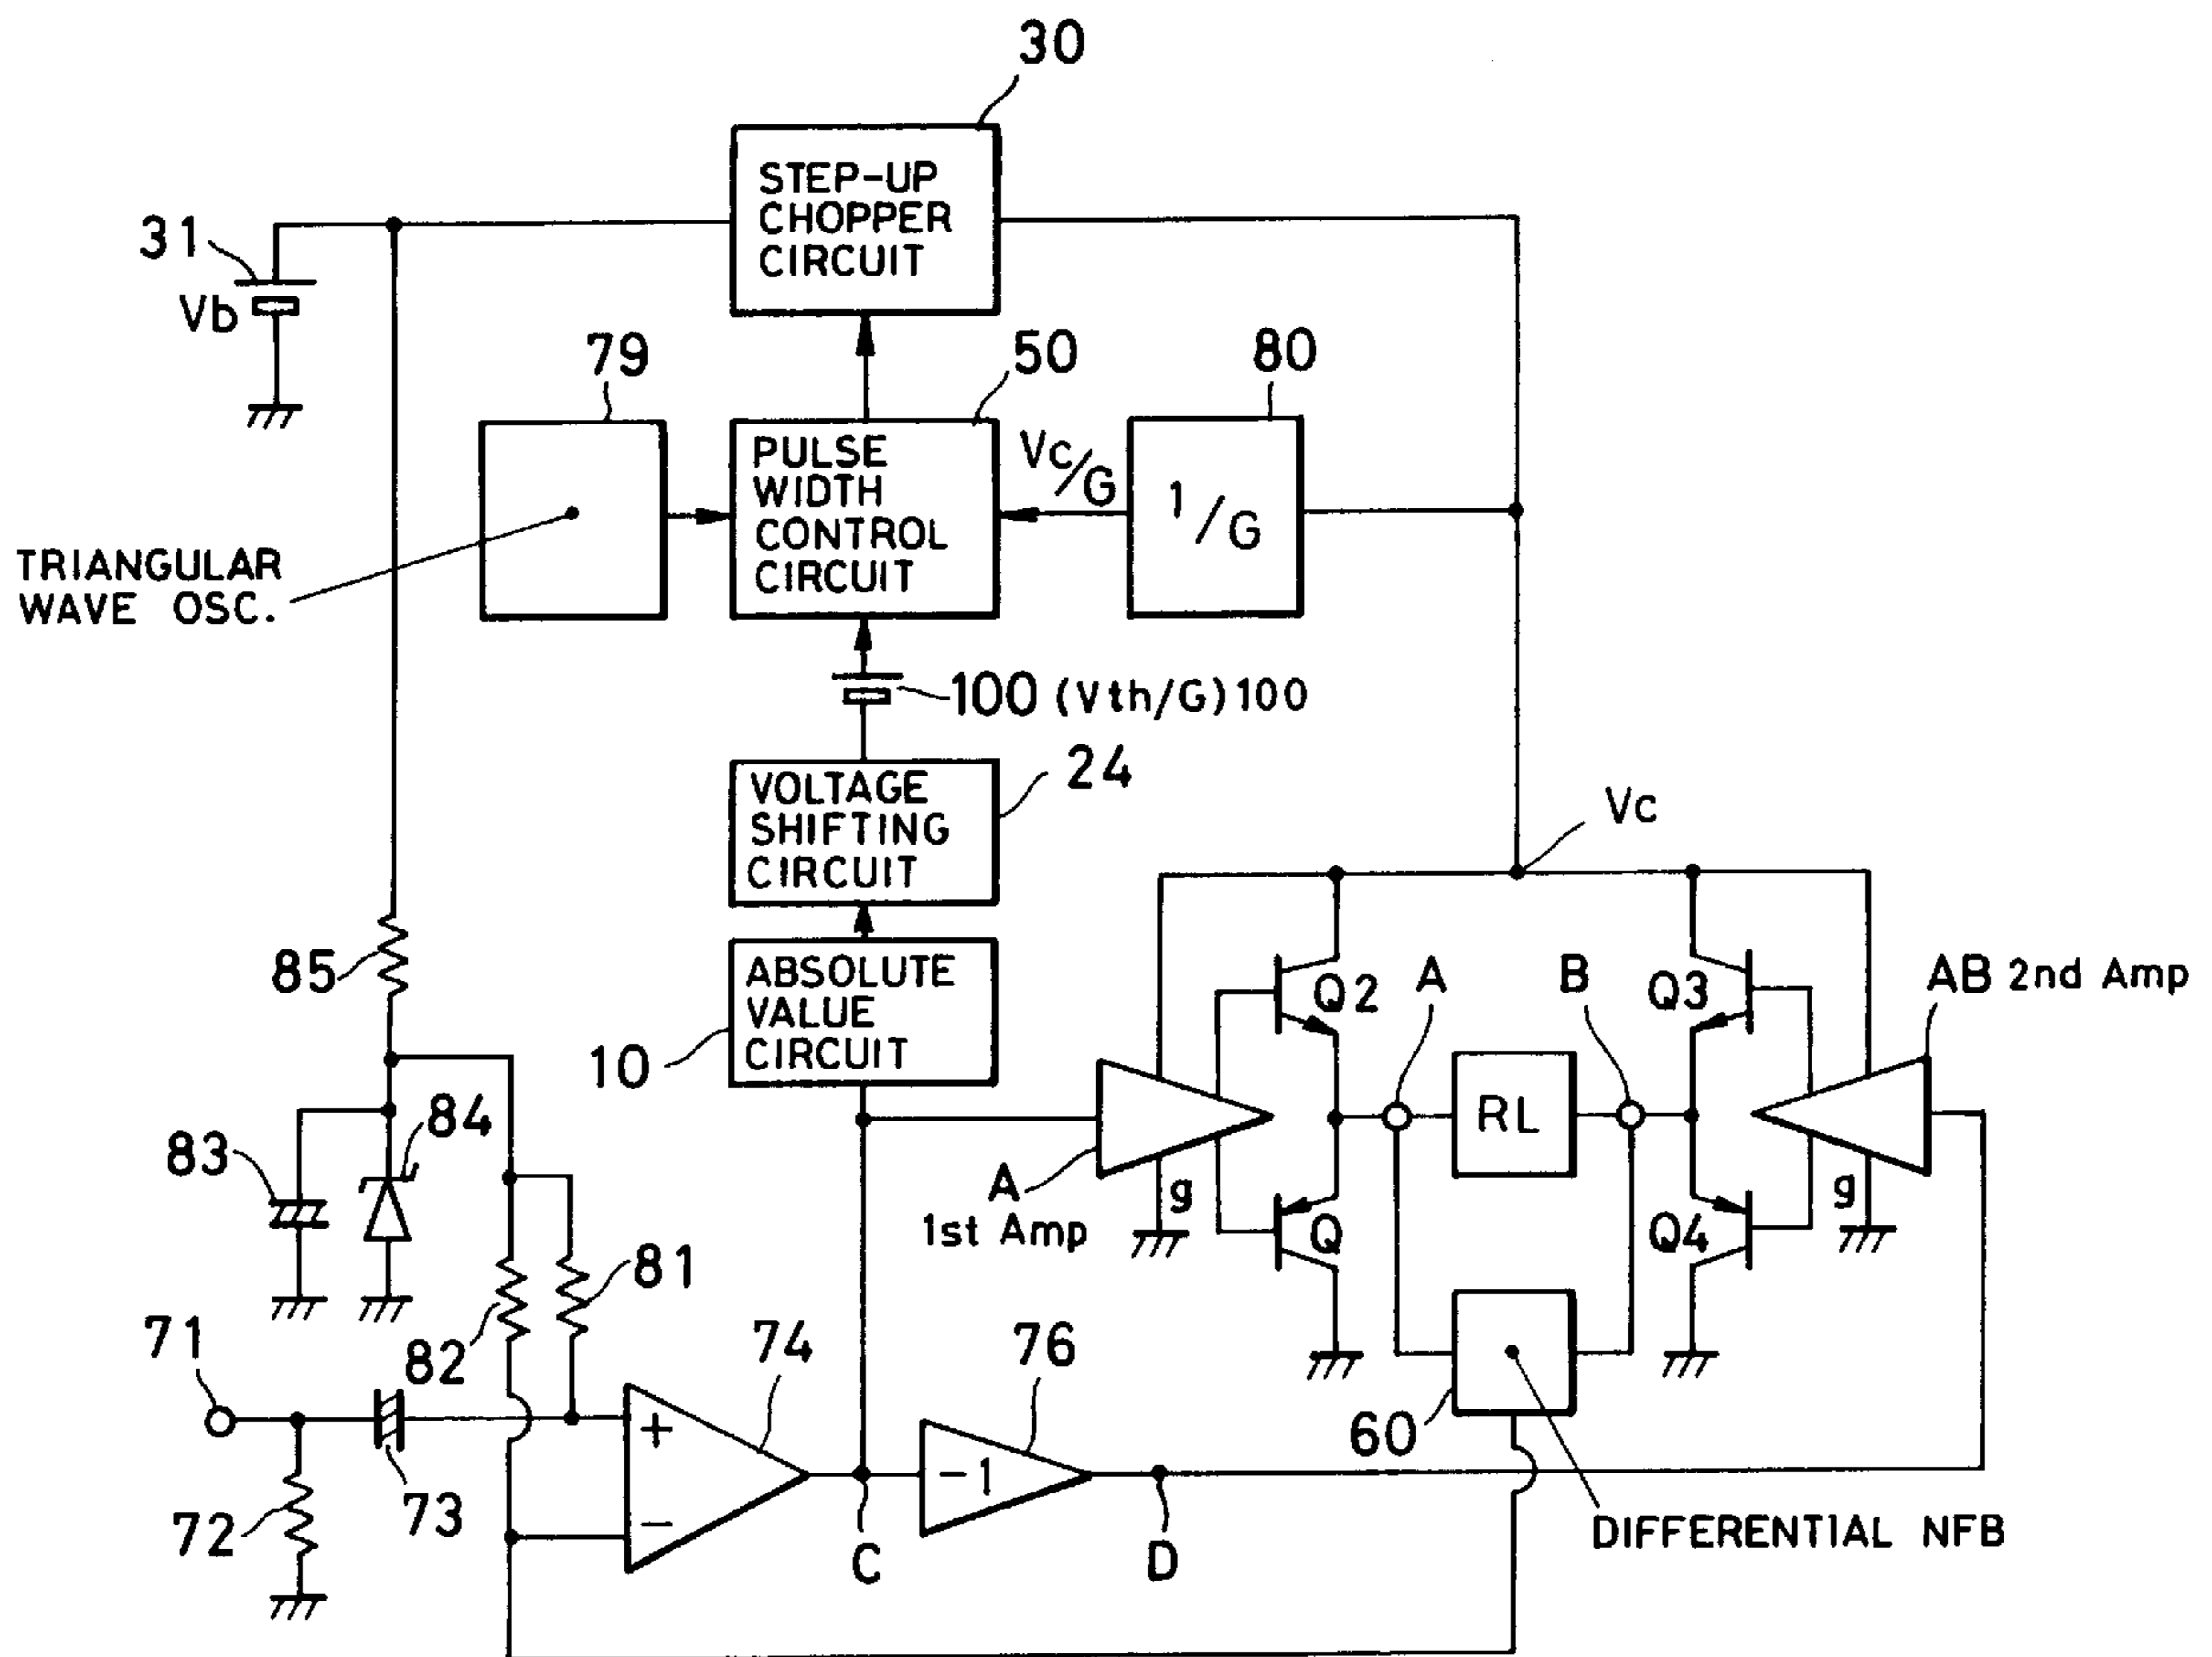 30
STEP-UP
CHOPPER
CIRCUIT
31
Vb
79
50
80
PULSE
WIDTH
CONTROL
CIRCUIT
Vc/G
1/G
TRIANGULAR
WAVE OSC.
100 (Vth/G) 100
24
VOLTAGE
SHIFTING
CIRCUIT
Vc
85
ABSOLUTE
VALUE
CIRCUIT
10
Q2
A
B
Q3
AB 2nd Amp
RL
84
83
A
1st Amp
g
Q
Q4
g
81
82
71
74
76
60
+
−
-1
73
72
C
D
DIFFERENTIAL NFB